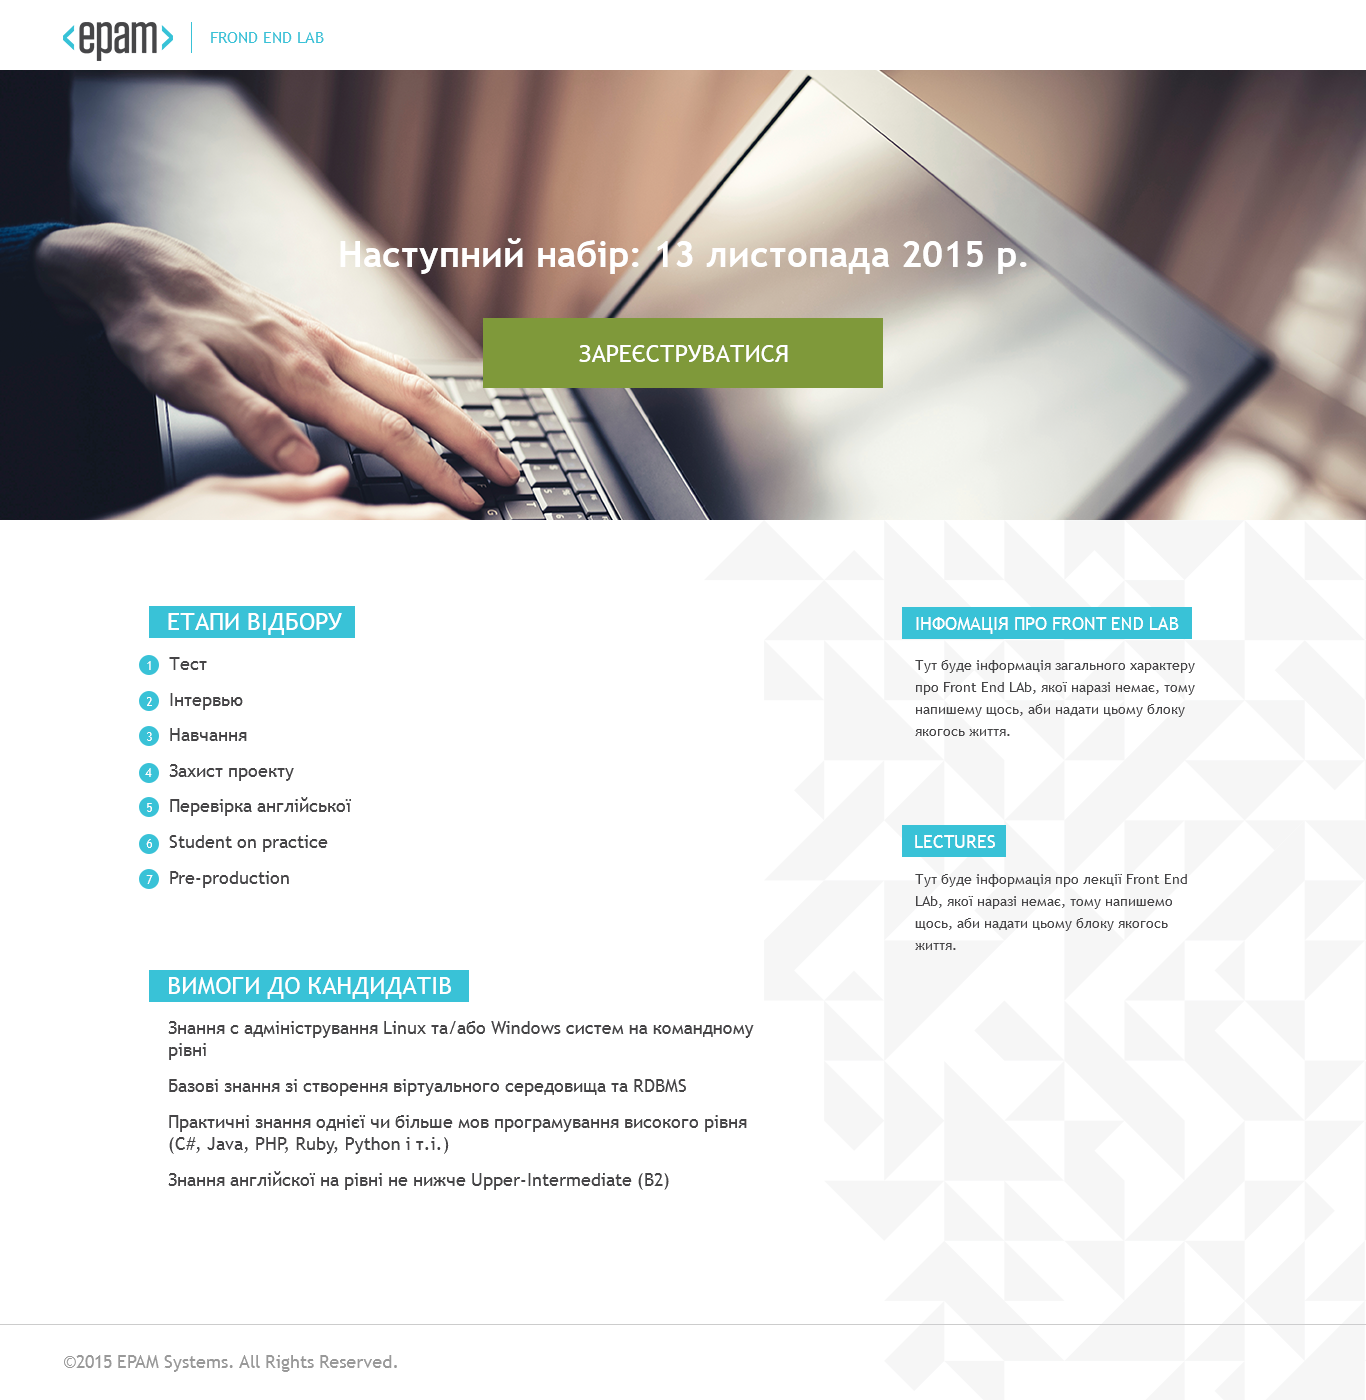 <epam>
FROND END LAB
Наступний набір: 13 листопада 2015 р.
ЗАРЕЄСТРУВАТИСЯ
ЕТАПИ ВІДБОРУ
1 Тест
2 Інтервью
3 Навчання
4 Захист проекту
5 Перевірка англійської
6 Student on practice
7 Pre-production
ВИМОГИ ДО КАНДИДАТІВ
Знання с адміністрування Linux та/або Windows систем на командному
рівні
Базові знання зі створення віртуального середовища та RDBMS
Практичні знання однієї чи більше мов програмування високого рівня
(C#, Java, PHP, Ruby, Python і т.і.)
Знання англійскої на рівні не нижче Upper-Intermediate (B2)
ІНФОМАЦІЯ ПРО FRONT END LAB
Тут буде інформація загального характеру
про Front End LAb, якої наразі немає, тому
напишему щось, аби надати цьому блоку
якогось життя.
LECTURES
Тут буде інформація про лекції Front End
LAb, якої наразі немає, тому напишемо
щось, аби надати цьому блоку якогось
життя.
©2015 EPAM Systems. All Rights Reserved.